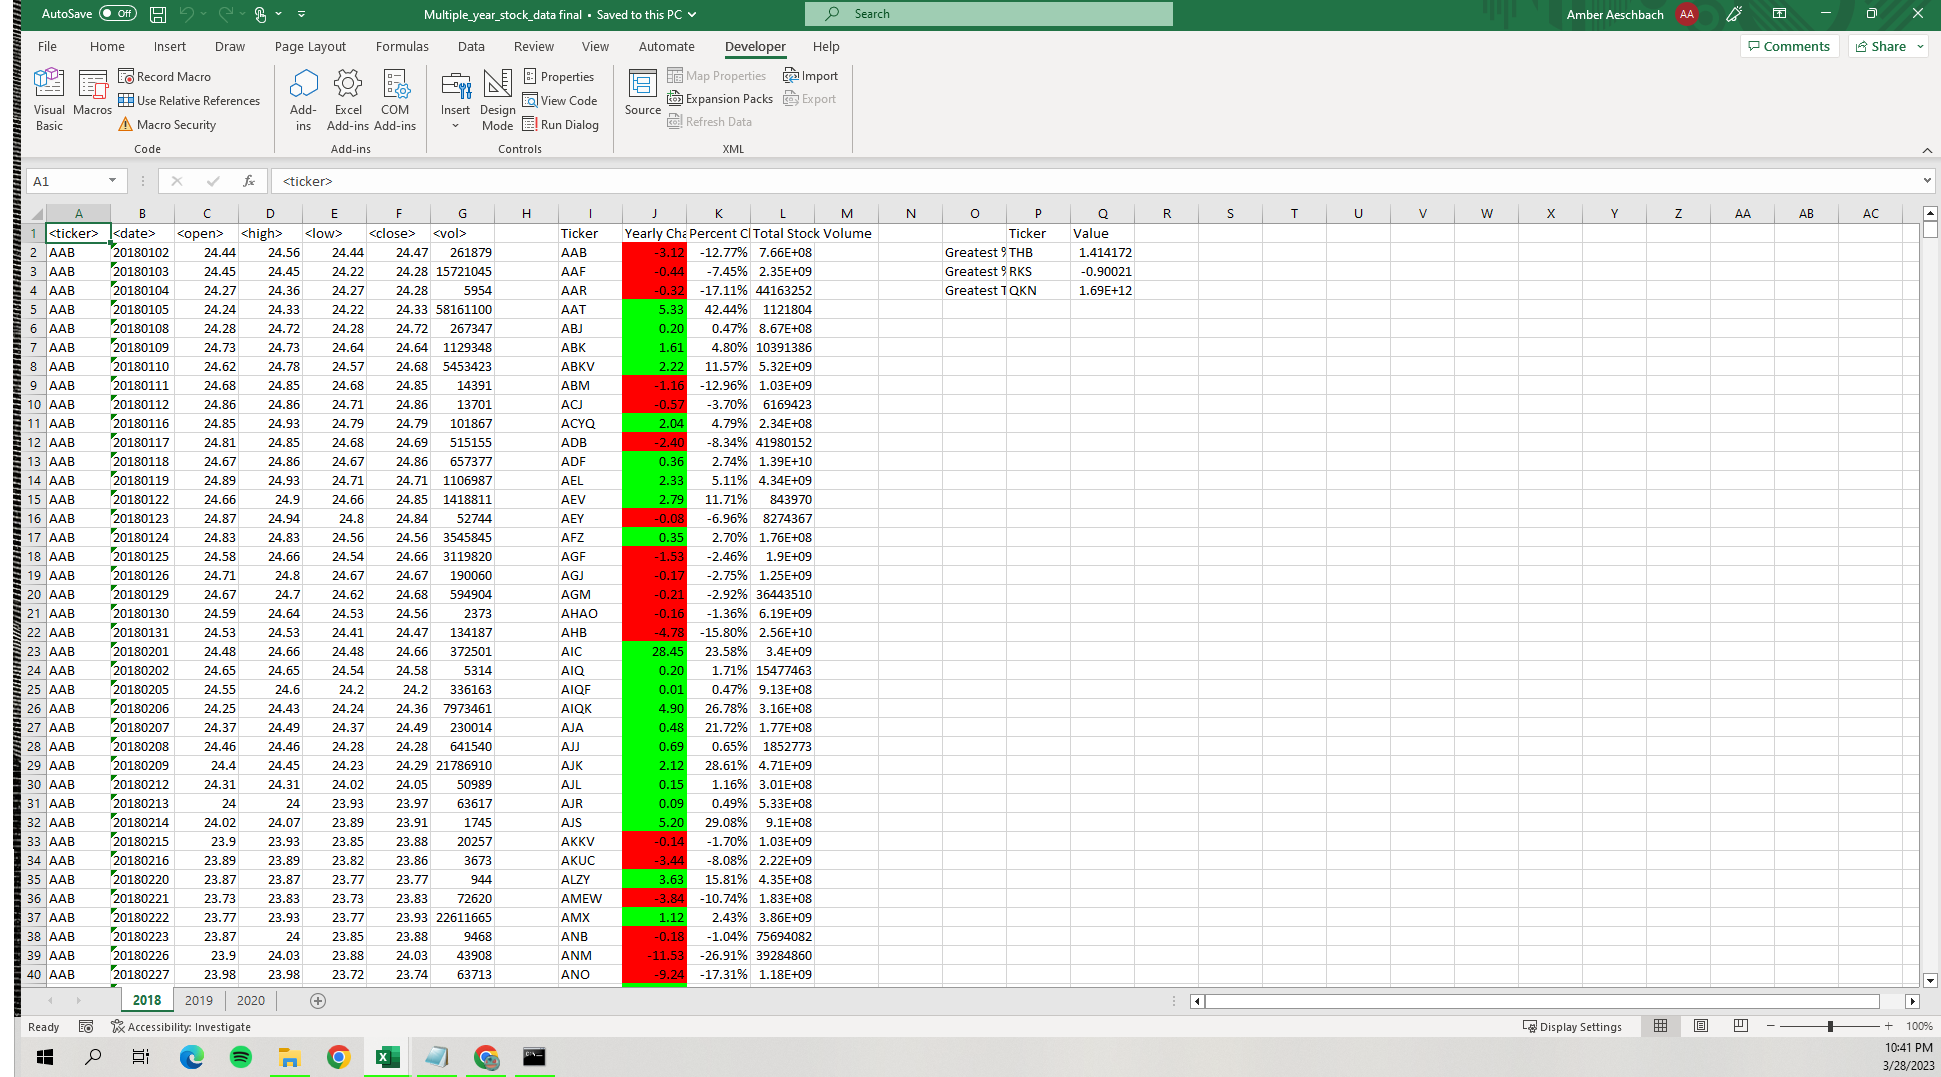 AutoSave Off Multiple_year_stock_data final • Saved to this PC Search Amber Aeschbach AA
File Home Insert Draw Page Layout Formulas Data Review View Automate Developer Help Comments Share
Visual Basic Macros Record Macro Use Relative References Macro Security Code
Add-ins Excel Add-ins COM Add-ins Add-ins
Insert Design Mode Properties View Code Run Dialog Controls
Source Map Properties Expansion Packs Refresh Data Import Export XML
A1 fx <ticker>
A B C D E F G H I J K L M N O P Q R S T U V W X Y Z AA AB AC
1 <ticker> <date> <open> <high> <low> <close> <vol> Ticker Yearly Cha Percent Cl Total Stock Volume Ticker Value
2 AAB 20180102 24.44 24.56 24.44 24.47 261879 AAB -3.12 -12.77% 7.66E+08 Greatest % THB 1.414172
3 AAB 20180103 24.45 24.45 24.22 24.28 15721045 AAF -0.44 -7.45% 2.35E+09 Greatest % RKS -0.90021
4 AAB 20180104 24.27 24.36 24.27 24.28 5954 AAR -0.32 -17.11% 44163252 Greatest T QKN 1.69E+12
5 AAB 20180105 24.24 24.33 24.22 24.33 58161100 AAT 5.33 42.44% 1121804
6 AAB 20180108 24.28 24.72 24.28 24.72 267347 ABJ 0.20 0.47% 8.67E+08
7 AAB 20180109 24.73 24.73 24.64 24.64 1129348 ABK 1.61 4.80% 10391386
8 AAB 20180110 24.62 24.78 24.57 24.68 5453423 ABKV 2.22 11.57% 5.32E+09
9 AAB 20180111 24.68 24.85 24.68 24.85 14391 ABM -1.16 -12.96% 1.03E+09
10 AAB 20180112 24.86 24.86 24.71 24.86 13701 ACJ -0.57 -3.70% 6169423
11 AAB 20180116 24.85 24.93 24.79 24.79 101867 ACYQ 2.04 4.79% 2.34E+08
12 AAB 20180117 24.81 24.85 24.68 24.69 515155 ADB -2.40 -8.34% 41980152
13 AAB 20180118 24.67 24.86 24.67 24.86 657377 ADF 0.36 2.74% 1.39E+10
14 AAB 20180119 24.89 24.93 24.71 24.71 1106987 AEL 2.33 5.11% 4.34E+09
15 AAB 20180122 24.66 24.9 24.66 24.85 1418811 AEV 2.79 11.71% 843970
16 AAB 20180123 24.87 24.94 24.8 24.84 52744 AEY -0.08 -6.96% 8274367
17 AAB 20180124 24.83 24.83 24.56 24.56 3545845 AFZ 0.35 2.70% 1.76E+08
18 AAB 20180125 24.58 24.66 24.54 24.66 3119820 AGF -1.53 -2.46% 1.9E+09
19 AAB 20180126 24.71 24.8 24.67 24.67 190060 AGJ -0.17 -2.75% 1.25E+09
20 AAB 20180129 24.67 24.7 24.62 24.68 594904 AGM -0.21 -2.92% 36443510
21 AAB 20180130 24.59 24.64 24.53 24.56 2373 AHAO -0.16 -1.36% 6.19E+09
22 AAB 20180131 24.53 24.53 24.41 24.47 134187 AHB -4.78 -15.80% 2.56E+10
23 AAB 20180201 24.48 24.66 24.48 24.66 372501 AIC 28.45 23.58% 3.4E+09
24 AAB 20180202 24.65 24.65 24.54 24.58 5314 AIQ 0.20 1.71% 15477463
25 AAB 20180205 24.55 24.6 24.2 24.2 336163 AIQF 0.01 0.47% 9.13E+08
26 AAB 20180206 24.25 24.43 24.24 24.36 7973461 AIQK 4.90 26.78% 3.16E+08
27 AAB 20180207 24.37 24.49 24.37 24.49 230014 AJA 0.48 21.72% 1.77E+08
28 AAB 20180208 24.46 24.46 24.28 24.28 641540 AJJ 0.69 0.65% 1852773
29 AAB 20180209 24.4 24.45 24.23 24.29 21786910 AJK 2.12 28.61% 4.71E+09
30 AAB 20180212 24.31 24.31 24.02 24.05 50989 AJL 0.15 1.16% 3.01E+08
31 AAB 20180213 24 24 23.93 23.97 63617 AJR 0.09 0.49% 5.33E+08
32 AAB 20180214 24.02 24.07 23.89 23.91 1745 AJS 5.20 29.08% 9.1E+08
33 AAB 20180215 23.9 23.93 23.85 23.88 20257 AKKV -0.14 -1.70% 1.03E+09
34 AAB 20180216 23.89 23.89 23.82 23.86 3673 AKUC -3.44 -8.08% 2.22E+09
35 AAB 20180220 23.87 23.87 23.77 23.77 944 ALZY 3.63 15.81% 4.35E+08
36 AAB 20180221 23.73 23.83 23.73 23.83 72620 AMEW -3.84 -10.74% 1.83E+08
37 AAB 20180222 23.77 23.93 23.77 23.93 22611665 AMX 1.12 2.43% 3.86E+09
38 AAB 20180223 23.87 24 23.85 23.88 9468 ANB -0.18 -1.04% 75694082
39 AAB 20180226 23.9 24.03 23.88 24.03 43908 ANM -11.53 -26.91% 39284860
40 AAB 20180227 23.98 23.98 23.72 23.74 63713 ANO -9.24 -17.31% 1.18E+09
2018 2019 2020
Ready Accessibility: Investigate Display Settings 100%
10:41 PM
3/28/2023